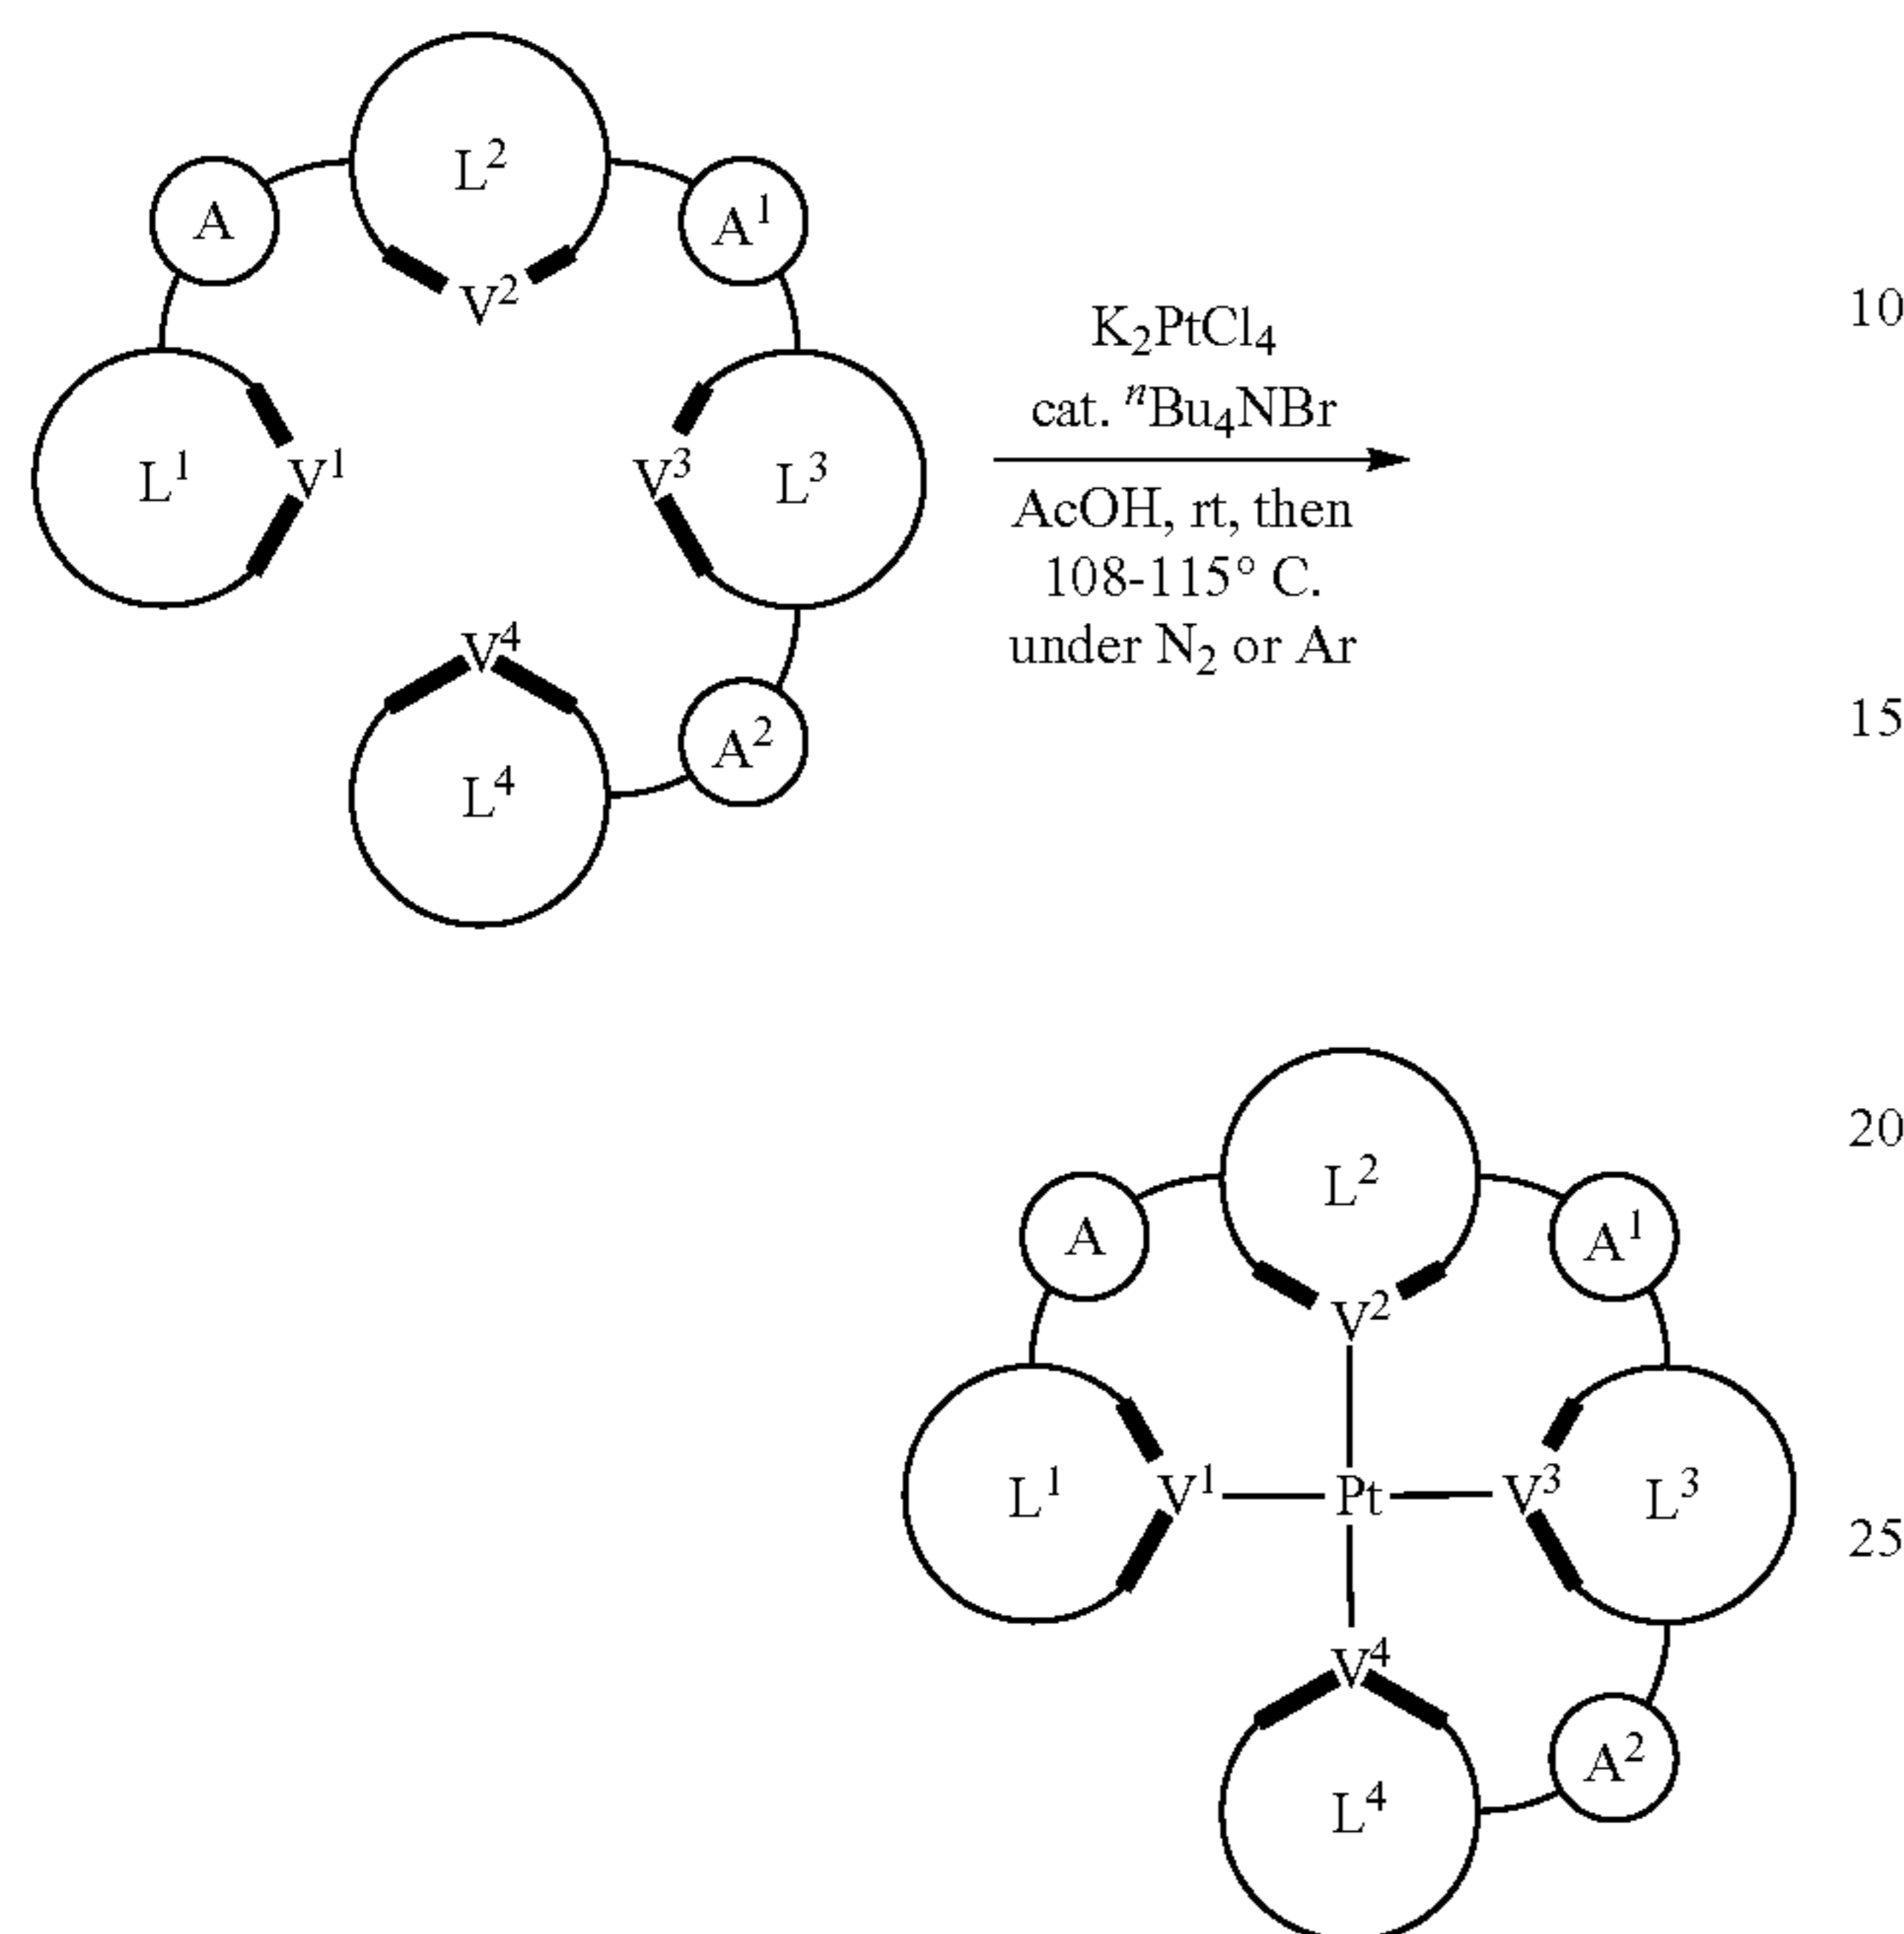 L²
A
A¹
V²
10
K₂PtCl₄
cat. ⁿBu₄NBr
L¹ V¹
V³ L³
AcOH, rt, then
108-115° C.
under N₂ or Ar
V⁴
15
A²
L⁴
20
L²
A
A¹
V²
L¹ V¹ Pt V³ L³
25
V⁴
A²
L⁴